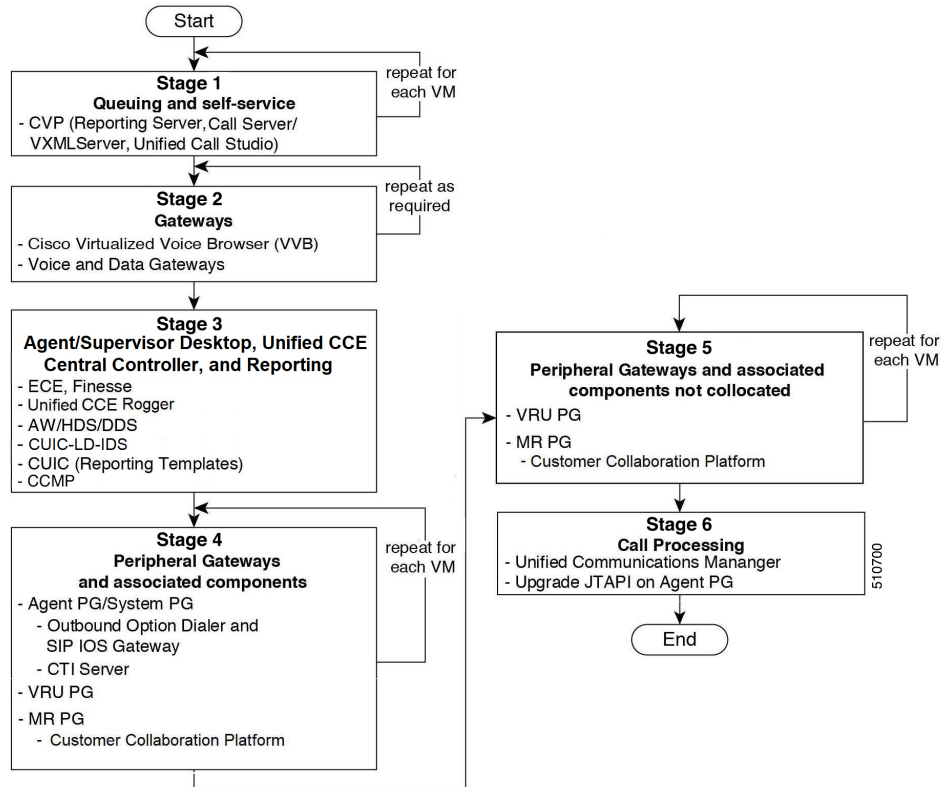 Start
repeat for
each VM
Stage 1
Queuing and self-service
- CVP (Reporting Server, Call Server/
VXMLServer, Unified Call Studio)
repeat as
required
Stage 2
Gateways
- Cisco Virtualized Voice Browser (VVB)
- Voice and Data Gateways
Stage 3
Agent/Supervisor Desktop, Unified CCE
Central Controller, and Reporting
- ECE, Finesse
- Unified CCE Rogger
- AW/HDS/DDS
- CUIC-LD-IDS
- CUIC (Reporting Templates)
- CCMP
repeat for
each VM
Stage 4
Peripheral Gateways
and associated components
- Agent PG/System PG
- Outbound Option Dialer and
SIP IOS Gateway
- CTI Server
- VRU PG
- MR PG
- Customer Collaboration Platform
repeat for
each VM
Stage 5
Peripheral Gateways and associated
components not collocated
- VRU PG
- MR PG
- Customer Collaboration Platform
Stage 6
Call Processing
- Unified Communications Mananger
- Upgrade JTAPI on Agent PG
End
510700